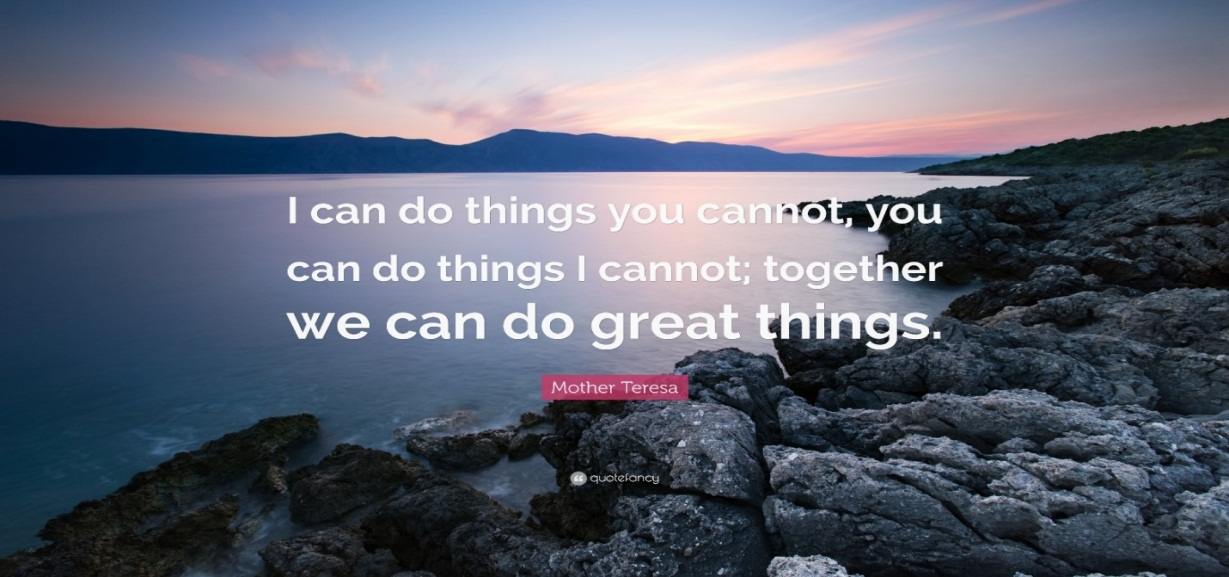 I can do things you cannot, you
can do things I cannot; together
we can do great things.
Mother Teresa
quotefancy